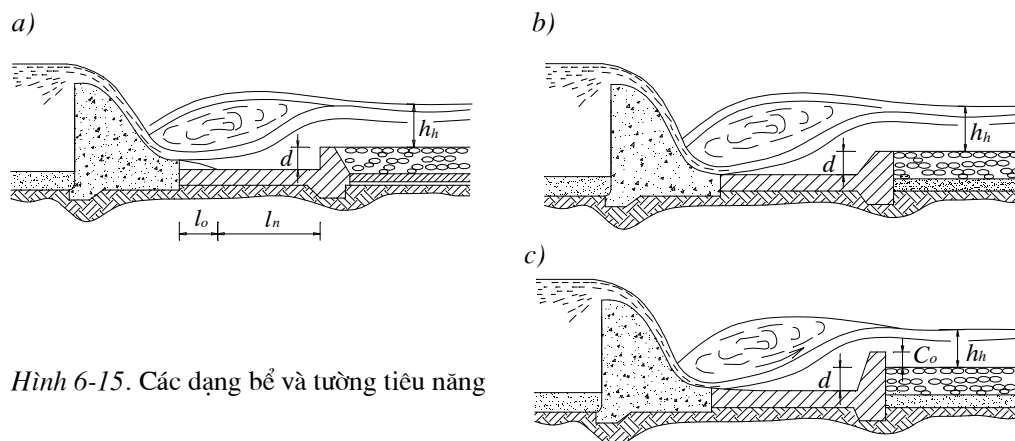 a)
b)
h_h
d
l_o
l_n
h_h
d
c)
C_o
h_h
d
Hình 6-15. Các dạng bể và tường tiêu năng